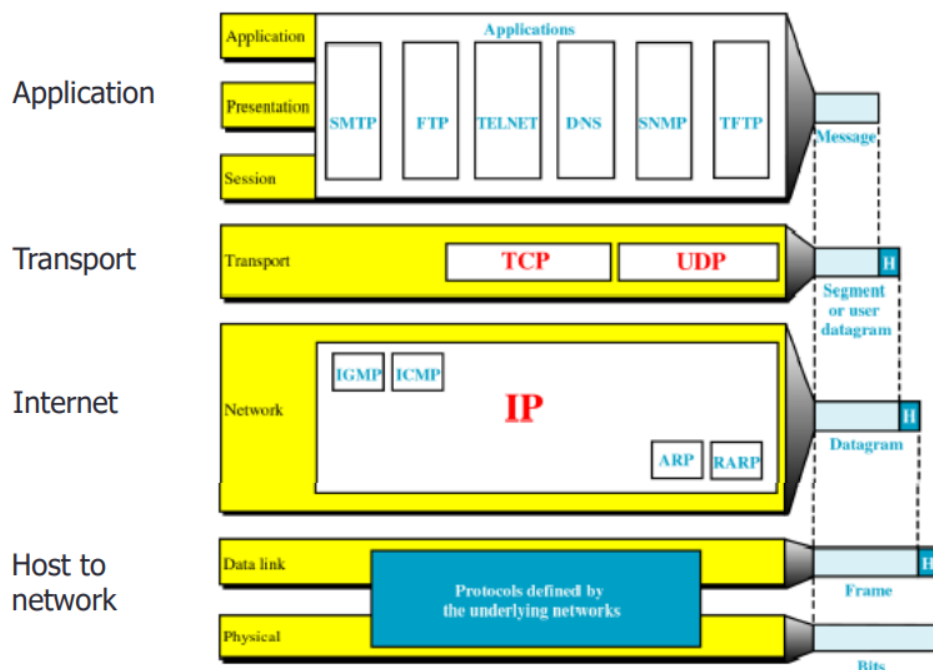 Application
Application
Presentation
Session
Applications
SMTP
FTP
TELNET
DNS
SNMP
TFTP
Message
Transport
Transport
TCP
UDP
H
Segment
or user
datagram
Internet
Network
IGMP
ICMP
IP
ARP
RARP
H
Datagram
Host to
network
Data link
Physical
Protocols defined by
the underlying networks
H
Frame
Bits